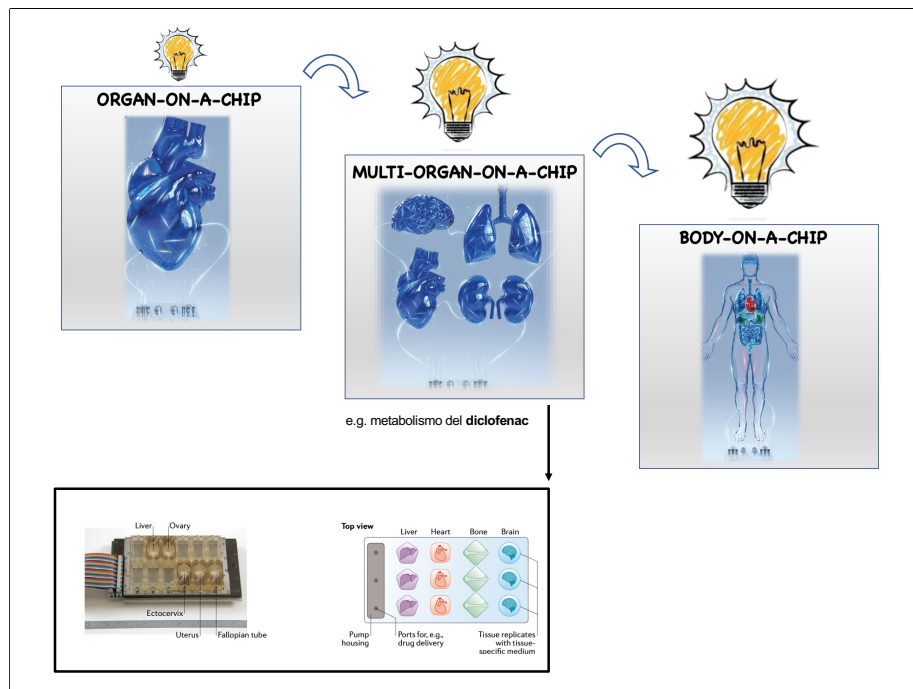 ORGAN-ON-A-CHIP
MULTI-ORGAN-ON-A-CHIP
BODY-ON-A-CHIP
e.g. metabolismo del diclofenac
Liver
Ovary
Ectocervix
Uterus
Fallopian tube
Top view
Liver
Heart
Bone
Brain
Pump
housing
Ports for, e.g.,
drug delivery
Tissue replicates
with tissue-
specific medium